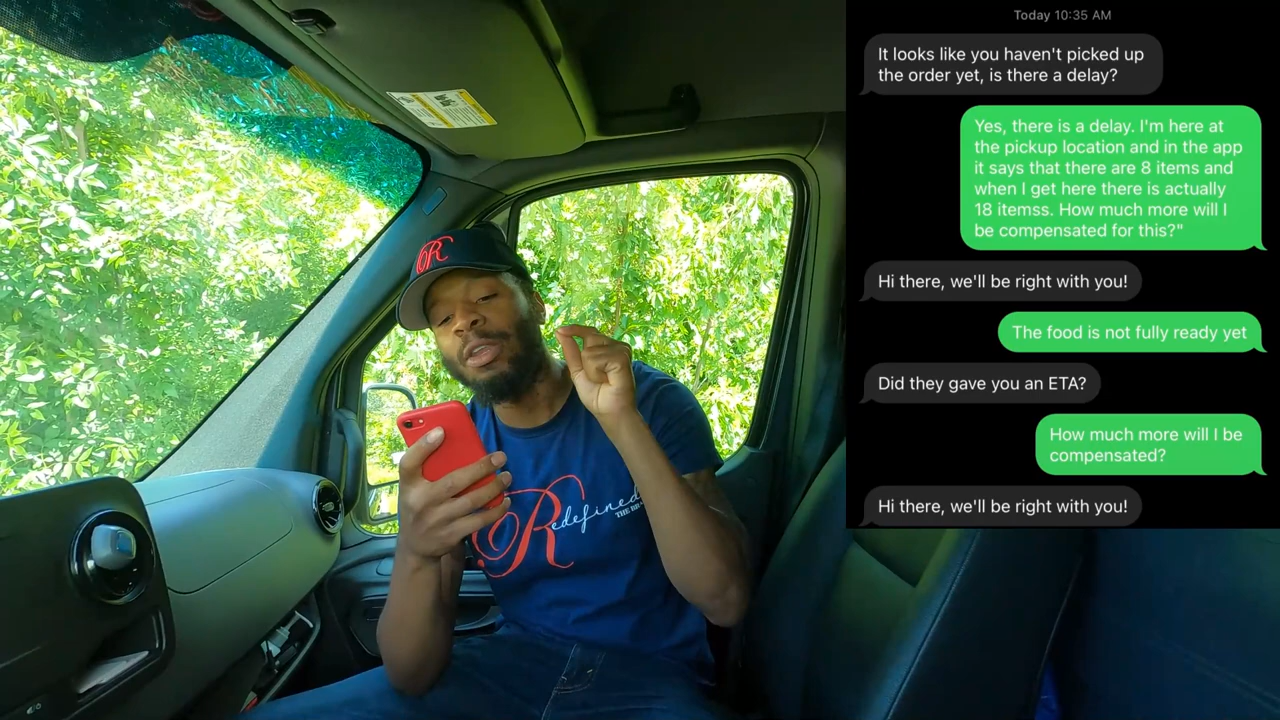 Today 10:35 AM
It looks like you haven't picked up
the order yet, is there a delay?
Yes, there is a delay. I'm here at
the pickup location and in the app
it says that there are 8 items and
when I get here there is actually
18 itemss. How much more will I
be compensated for this?"
Hi there, we'll be right with you!
The food is not fully ready yet
Did they gave you an ETA?
How much more will I be
compensated?
Hi there, we'll be right with you!
R
Redefined
THE